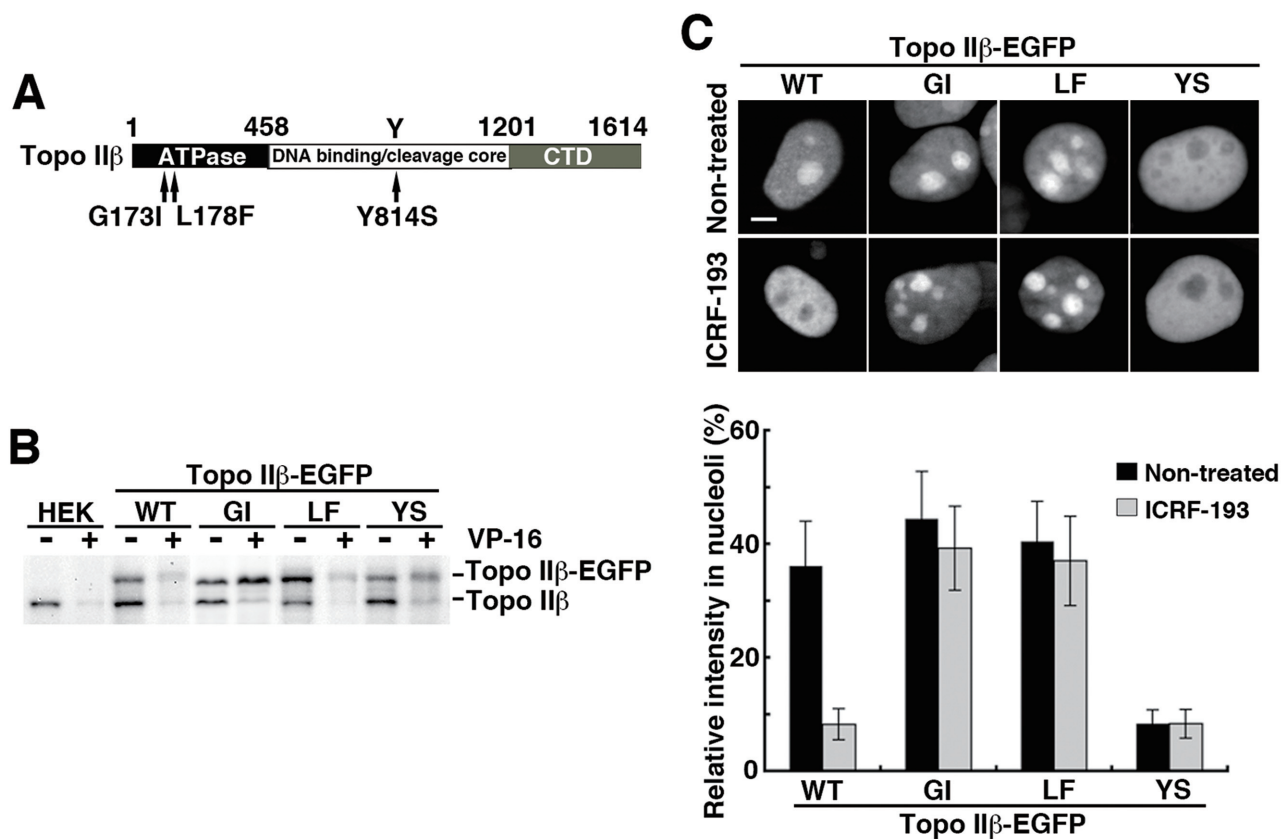 A
1 458 Y 1201 1614
Topo IIβ ATPase DNA binding/cleavage core CTD
G173I L178F Y814S
B
Topo IIβ-EGFP
HEK WT GI LF YS
- + - + - + - + - + VP-16
Topo IIβ-EGFP
Topo IIβ
C
Topo IIβ-EGFP
WT GI LF YS
Non-treated
ICRF-193
Relative intensity in nucleoli (%)
60
40
20
0
Non-treated
ICRF-193
WT GI LF YS
Topo IIβ-EGFP